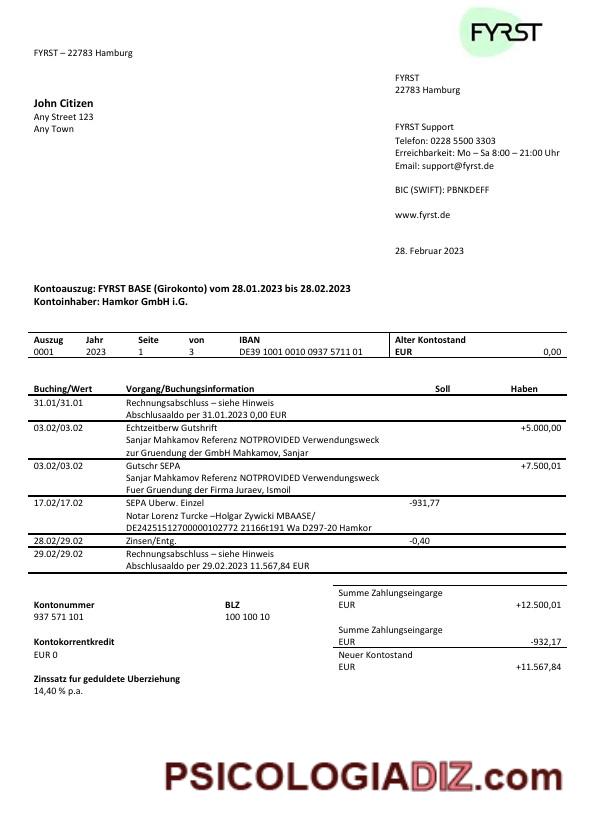 FYRST
FYRST – 22783 Hamburg
FYRST
22783 Hamburg
John Citizen
Any Street 123
Any Town
FYRST Support
Telefon: 0228 5500 3303
Erreichbarkeit: Mo – Sa 8:00 – 21:00 Uhr
Email: support@fyrst.de
BIC (SWIFT): PBNKDEFF
www.fyrst.de
28. Februar 2023
Kontoauszug: FYRST BASE (Girokonto) vom 28.01.2023 bis 28.02.2023
Kontoinhaber: Hamkor GmbH i.G.
Auszug Jahr Seite von IBAN Alter Kontostand
0001 2023 1 3 DE39 1001 0010 0937 5711 01 EUR 0,00
Buching/Wert Vorgang/Buchungsinformation Soll Haben
31.01/31.01 Rechnungsabschluss – siehe Hinweis
Abschlusaaldo per 31.01.2023 0,00 EUR
03.02/03.02 Echtzeitberw Gutshrift +5.000,00
Sanjar Mahkamov Referenz NOTPROVIDED Verwendungsweck
zur Gruendung der GmbH Mahkamov, Sanjar
03.02/03.02 Gutschr SEPA +7.500,01
Sanjar Mahkamov Referenz NOTPROVIDED Verwendungsweck
Fuer Gruendung der Firma Juraev, Ismoil
17.02/17.02 SEPA Uberw. Einzel -931,77
Notar Lorenz Turcke –Holgar Zywicki MBAASE/
DE24251512700000102772 21166t191 Wa D297-20 Hamkor
28.02/29.02 Zinsen/Entg. -0,40
29.02/29.02 Rechnungsabschluss – siehe Hinweis
Abschlusaaldo per 29.02.2023 11.567,84 EUR
Summe Zahlungseingarge
Kontonummer BLZ EUR +12.500,01
937 571 101 100 100 10
Summe Zahlungseingarge
Kontokorrentkredit EUR -932,17
EUR 0 Neuer Kontostand
EUR +11.567,84
Zinssatz fur geduldete Uberziehung
14,40 % p.a.
PSICOLOGIADIZ.com